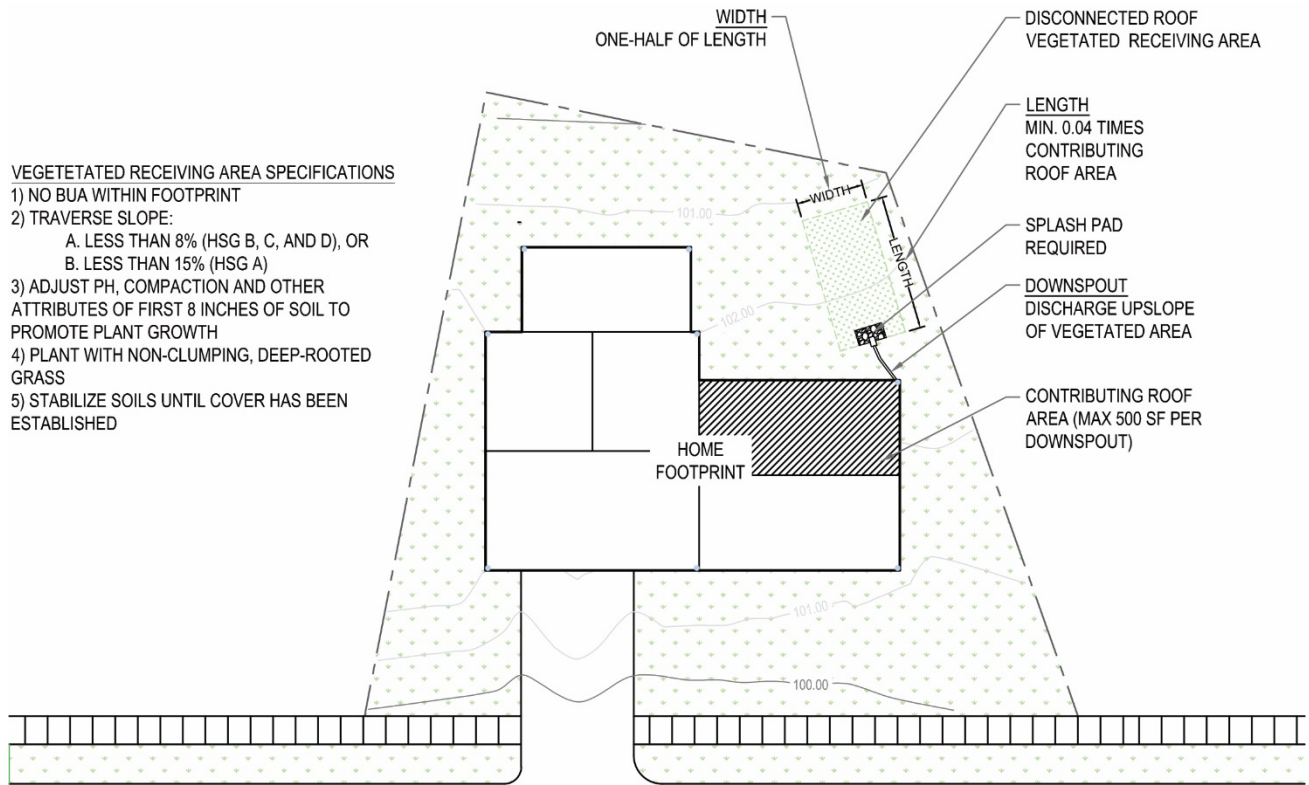 WIDTH
ONE-HALF OF LENGTH
DISCONNECTED ROOF
VEGETATED RECEIVING AREA
LENGTH
MIN. 0.04 TIMES
CONTRIBUTING
ROOF AREA
VEGETETATED RECEIVING AREA SPECIFICATIONS
1) NO BUA WITHIN FOOTPRINT
2) TRAVERSE SLOPE:
A. LESS THAN 8% (HSG B, C, AND D), OR
B. LESS THAN 15% (HSG A)
3) ADJUST PH, COMPACTION AND OTHER
ATTRIBUTES OF FIRST 8 INCHES OF SOIL TO
PROMOTE PLANT GROWTH
4) PLANT WITH NON-CLUMPING, DEEP-ROOTED
GRASS
5) STABILIZE SOILS UNTIL COVER HAS BEEN
ESTABLISHED
WIDTH
101.00
LENGTH
SPLASH PAD
REQUIRED
102.00
DOWNSPOUT
DISCHARGE UPSLOPE
OF VEGETATED AREA
CONTRIBUTING ROOF
AREA (MAX 500 SF PER
DOWNSPOUT)
HOME
FOOTPRINT
101.00
100.00